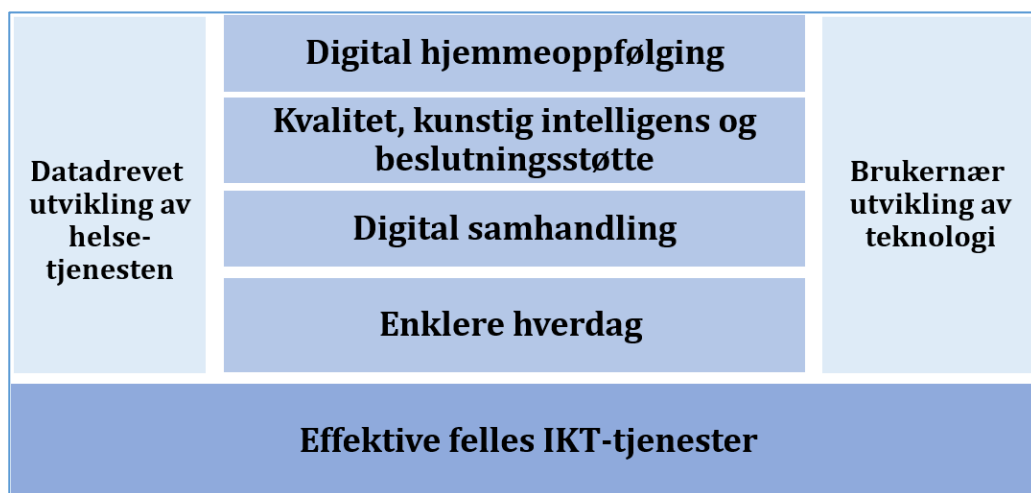 Datadrevet
utvikling av
helse-
tjenesten
Digital hjemmeoppfølging
Kvalitet, kunstig intelligens og
beslutningsstøtte
Digital samhandling
Enklere hverdag
Brukernær
utvikling av
teknologi
Effektive felles IKT-tjenester